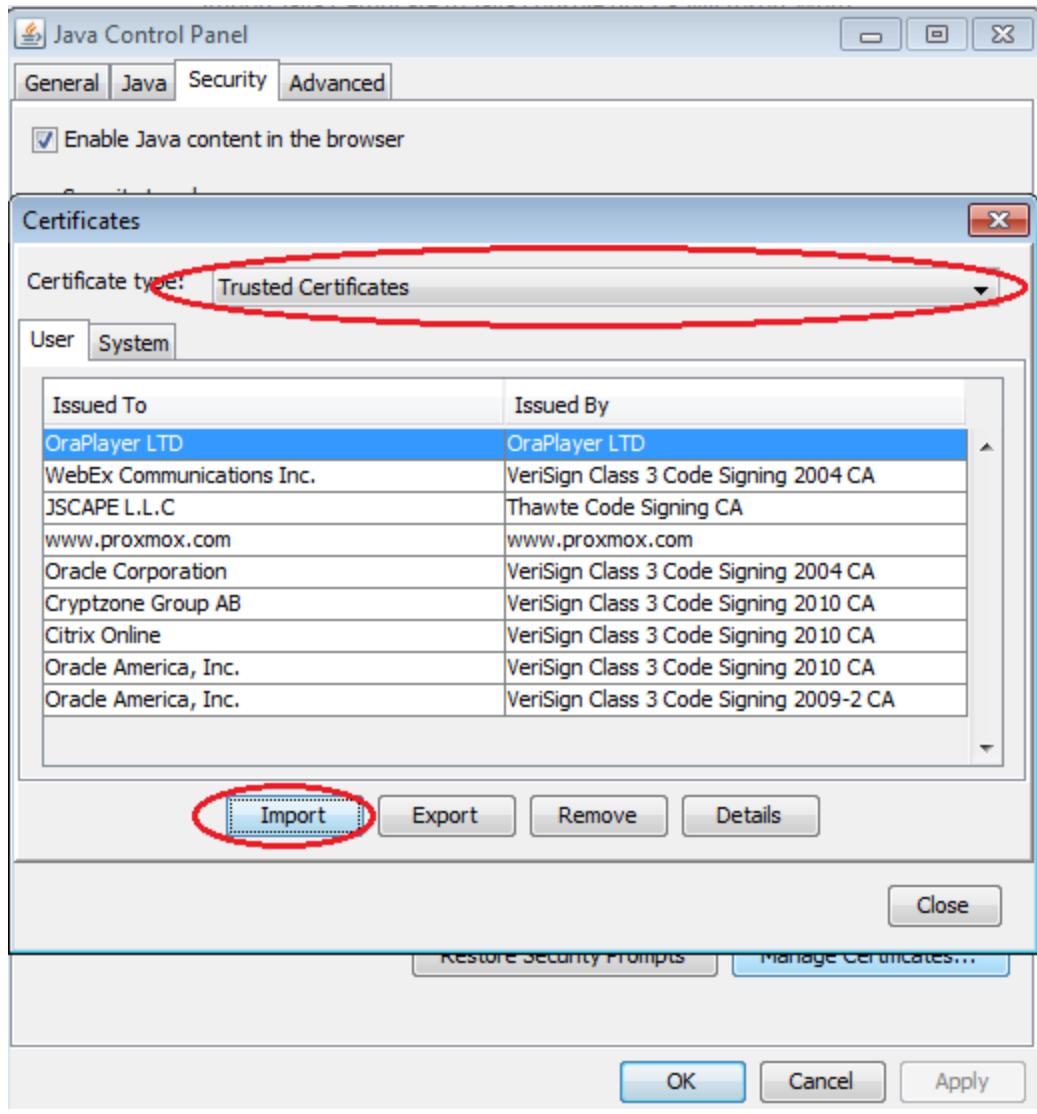 Java Control Panel
General Java Security Advanced
Enable Java content in the browser
Certificates
Certificate type: Trusted Certificates
User System
Issued To Issued By
OraPlayer LTD OraPlayer LTD
WebEx Communications Inc. VeriSign Class 3 Code Signing 2004 CA
JSCAPE L.L.C Thawte Code Signing CA
www.proxmox.com www.proxmox.com
Oracle Corporation VeriSign Class 3 Code Signing 2004 CA
Cryptzone Group AB VeriSign Class 3 Code Signing 2010 CA
Citrix Online VeriSign Class 3 Code Signing 2010 CA
Oracle America, Inc. VeriSign Class 3 Code Signing 2010 CA
Oracle America, Inc. VeriSign Class 3 Code Signing 2009-2 CA
Import Export Remove Details
Close
Restore Security Prompts Manage Certificates...
OK Cancel Apply